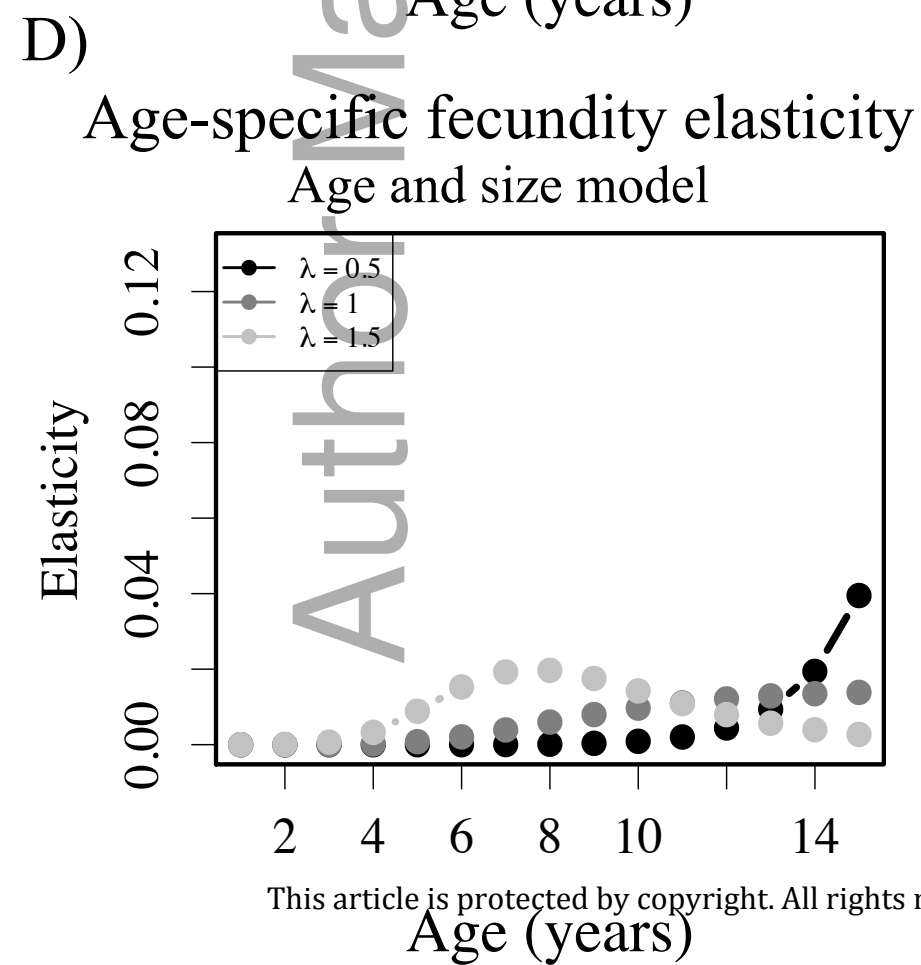 Age (years)
D)
Age-specific fecundity elasticity
Age and size model
λ = 0.5
λ = 1
λ = 1.5
Elasticity
0.12
0.08
0.04
0.00
2 4 6 8 10 14
This article is protected by copyright. All rights
Age (years)
Author Ma